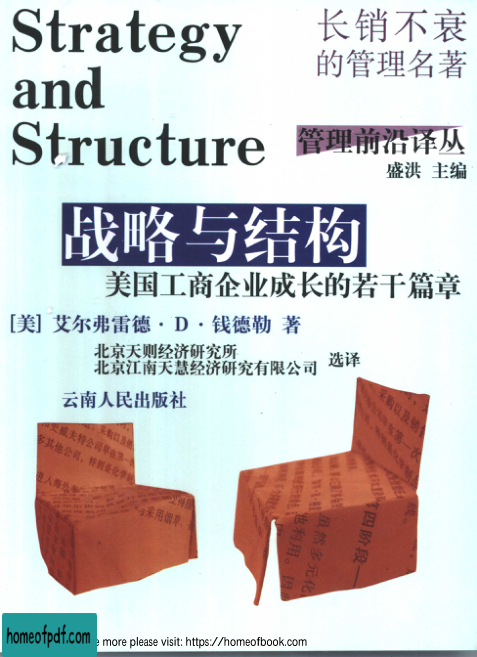 Strategy
and
Structure
长销不衰
的管理名著
管理前沿译丛
盛洪 主编
战略与结构
美国工商企业成长的若干篇章
[美] 艾尔弗雷德·D·钱德勒 著
北京天则经济研究所
北京江南天慧经济研究有限公司 选译
云南人民出版社
homeofpdf.com
e more please visit: https://homeofbook.com